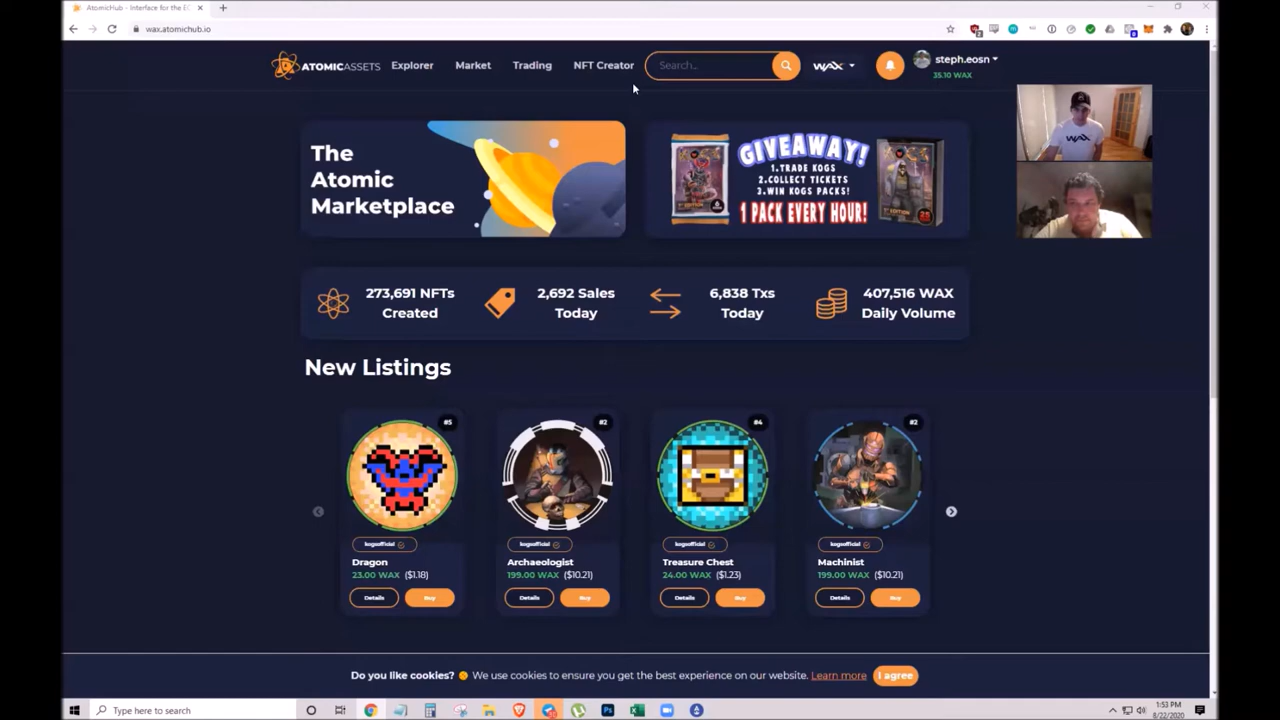 AtomicHub - Interface for the E
wax.atomichub.io
ATOMICASSETS
Explorer
Market
Trading
NFT Creator
Search...
WAX
steph.eosn
35.10 WAX
The
Atomic
Marketplace
GIVEAWAY!
1.TRADE KOGS
2.COLLECT TICKETS
3.WIN KOGS PACKS!
1 PACK EVERY HOUR!
WAX
273,691 NFTs
Created
2,692 Sales
Today
6,838 Txs
Today
407,516 WAX
Daily Volume
New Listings
#5
#2
#4
#2
kogsofficial
kogsofficial
kogsofficial
kogsofficial
Dragon
Archaeologist
Treasure Chest
Machinist
23.00 WAX ($1.18)
199.00 WAX ($10.21)
24.00 WAX ($1.23)
199.00 WAX ($10.21)
Details
Buy
Details
Buy
Details
Buy
Details
Buy
Do you like cookies? We use cookies to ensure you get the best experience on our website. Learn more
I agree
Type here to search
1:53 PM
8/22/2020